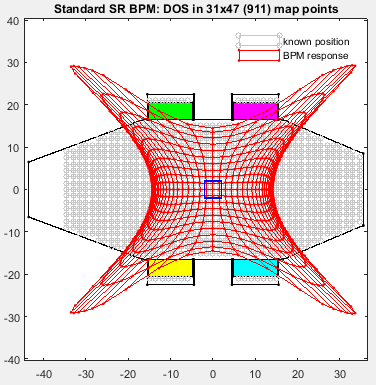 Standard SR BPM: DOS in 31x47 (911) map points
known position
BPM response
40
30
20
10
0
-10
-20
-30
-40
-40 -30 -20 -10 0 10 20 30